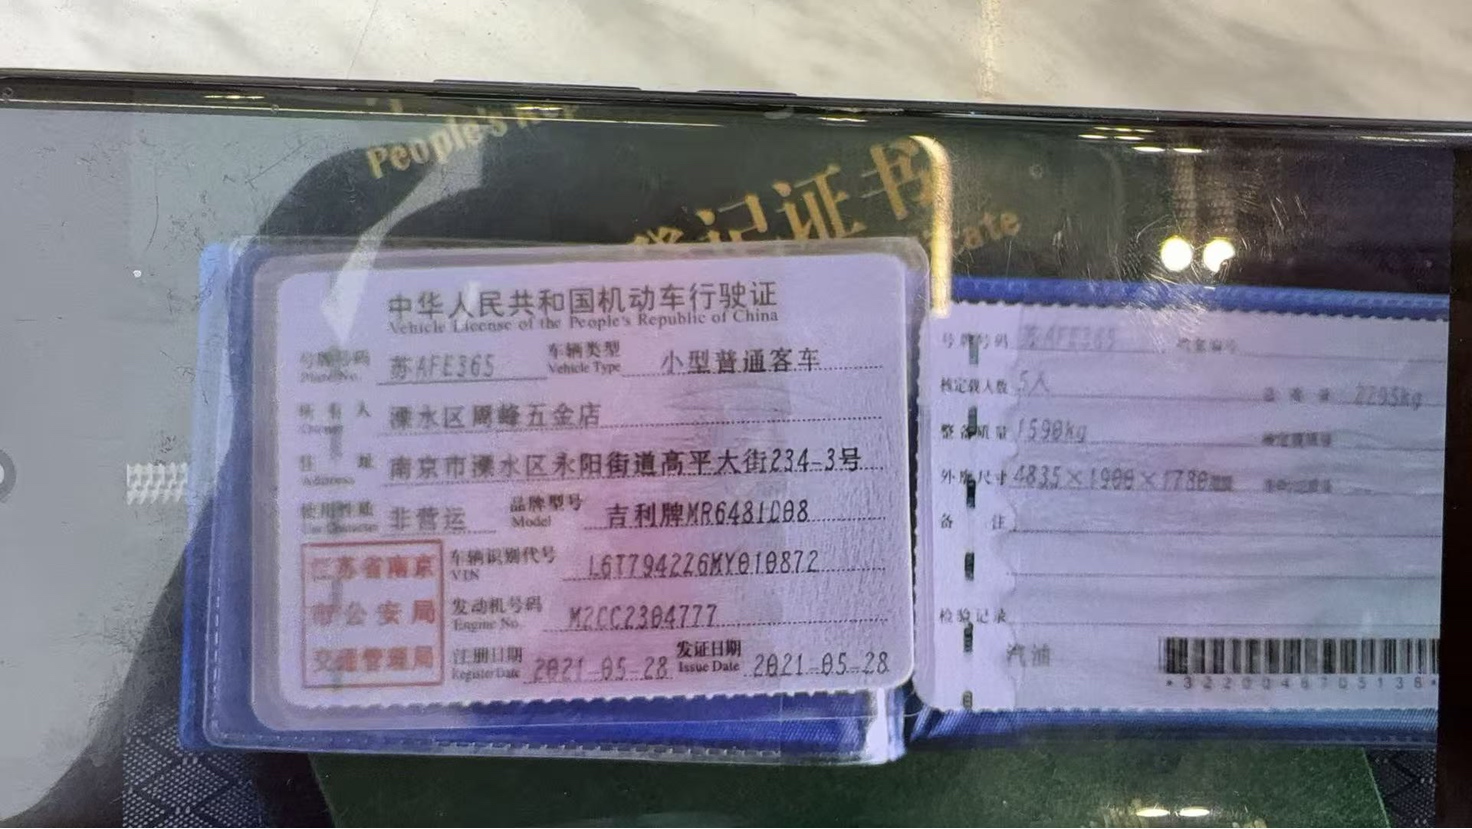 People's
登记证书
中华人民共和国机动车行驶证
Vehicle License of the People's Republic of China
号牌号码 苏AFE365 车辆类型 小型普通客车
Plate No. Vehicle Type
所有人 溧水区周峰五金店
Owner
住址 南京市溧水区永阳街道高平大街234-3号
Address
使用性质 非营运 品牌型号 吉利牌MR6481D08
Use Character Model
江苏省南京
市公安局
交通管理局
车辆识别代号 L6T794226MY010872
VIN
发动机号码 M2CC2304777
Engine No.
注册日期 2021-05-28 发证日期 2021-05-28
Register Date Issue Date
号牌号码 苏AFE365 档案编号
核定载人数 5人 总质量 2295kg
整备质量 1590kg 核定载质量
外廓尺寸 4835×1900×1780mm
备注
检验记录
汽油